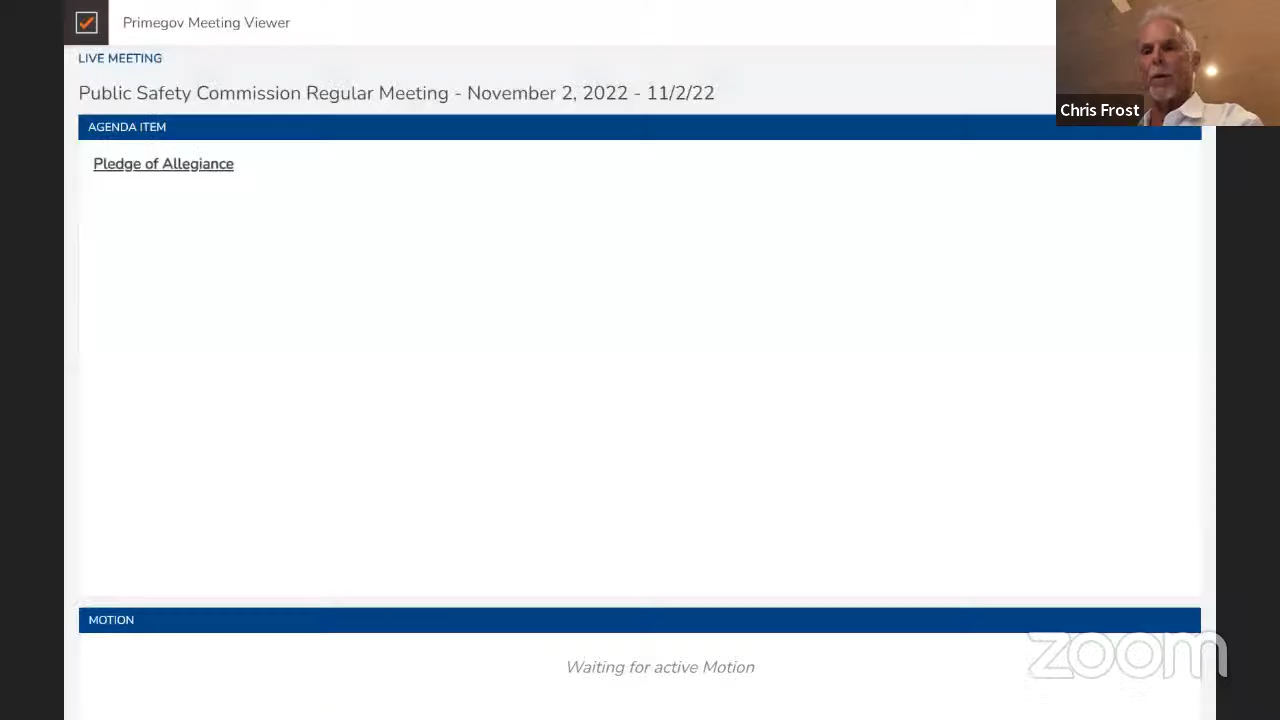 Primegov Meeting Viewer
LIVE MEETING
Public Safety Commission Regular Meeting - November 2, 2022 - 11/2/22
Chris Frost
AGENDA ITEM
Pledge of Allegiance
MOTION
Waiting for active Motion
zoom